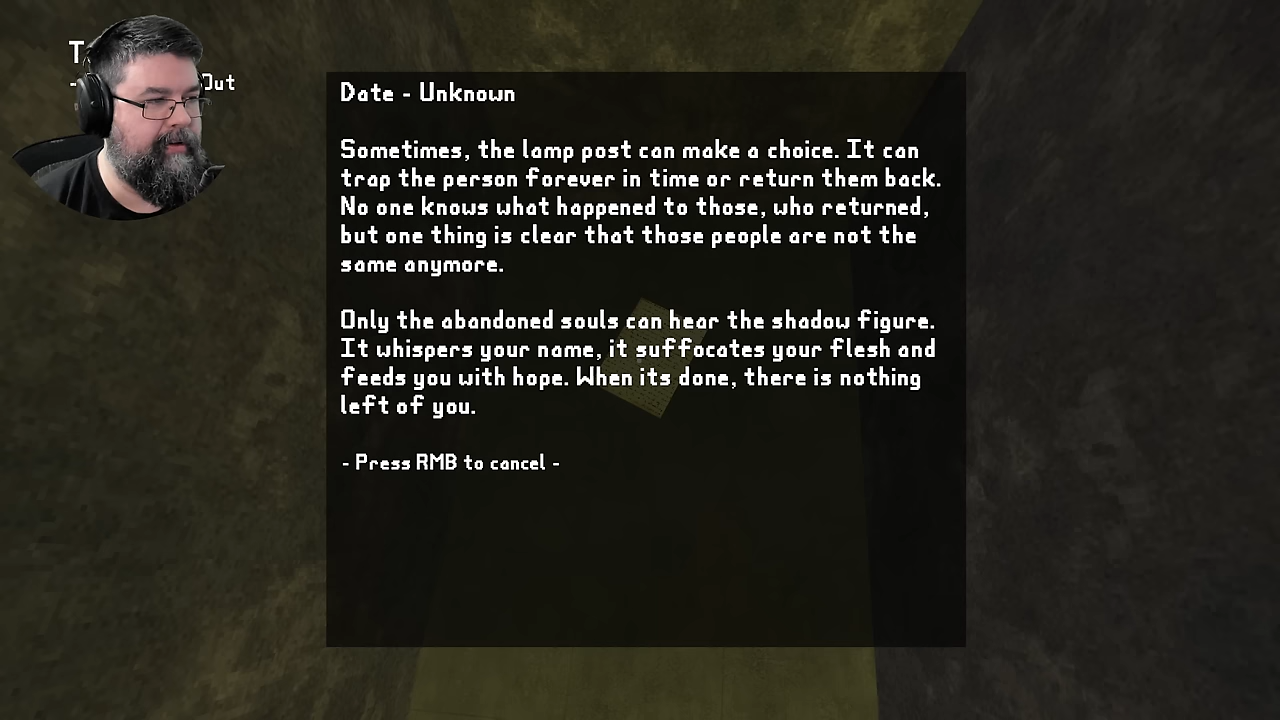 Out
Date - Unknown
Sometimes, the lamp post can make a choice. It can
trap the person forever in time or return them back.
No one knows what happened to those, who returned,
but one thing is clear that those people are not the
same anymore.
Only the abandoned souls can hear the shadow figure.
It whispers your name, it suffocates your flesh and
feeds you with hope. When its done, there is nothing
left of you.
- Press RMB to cancel -